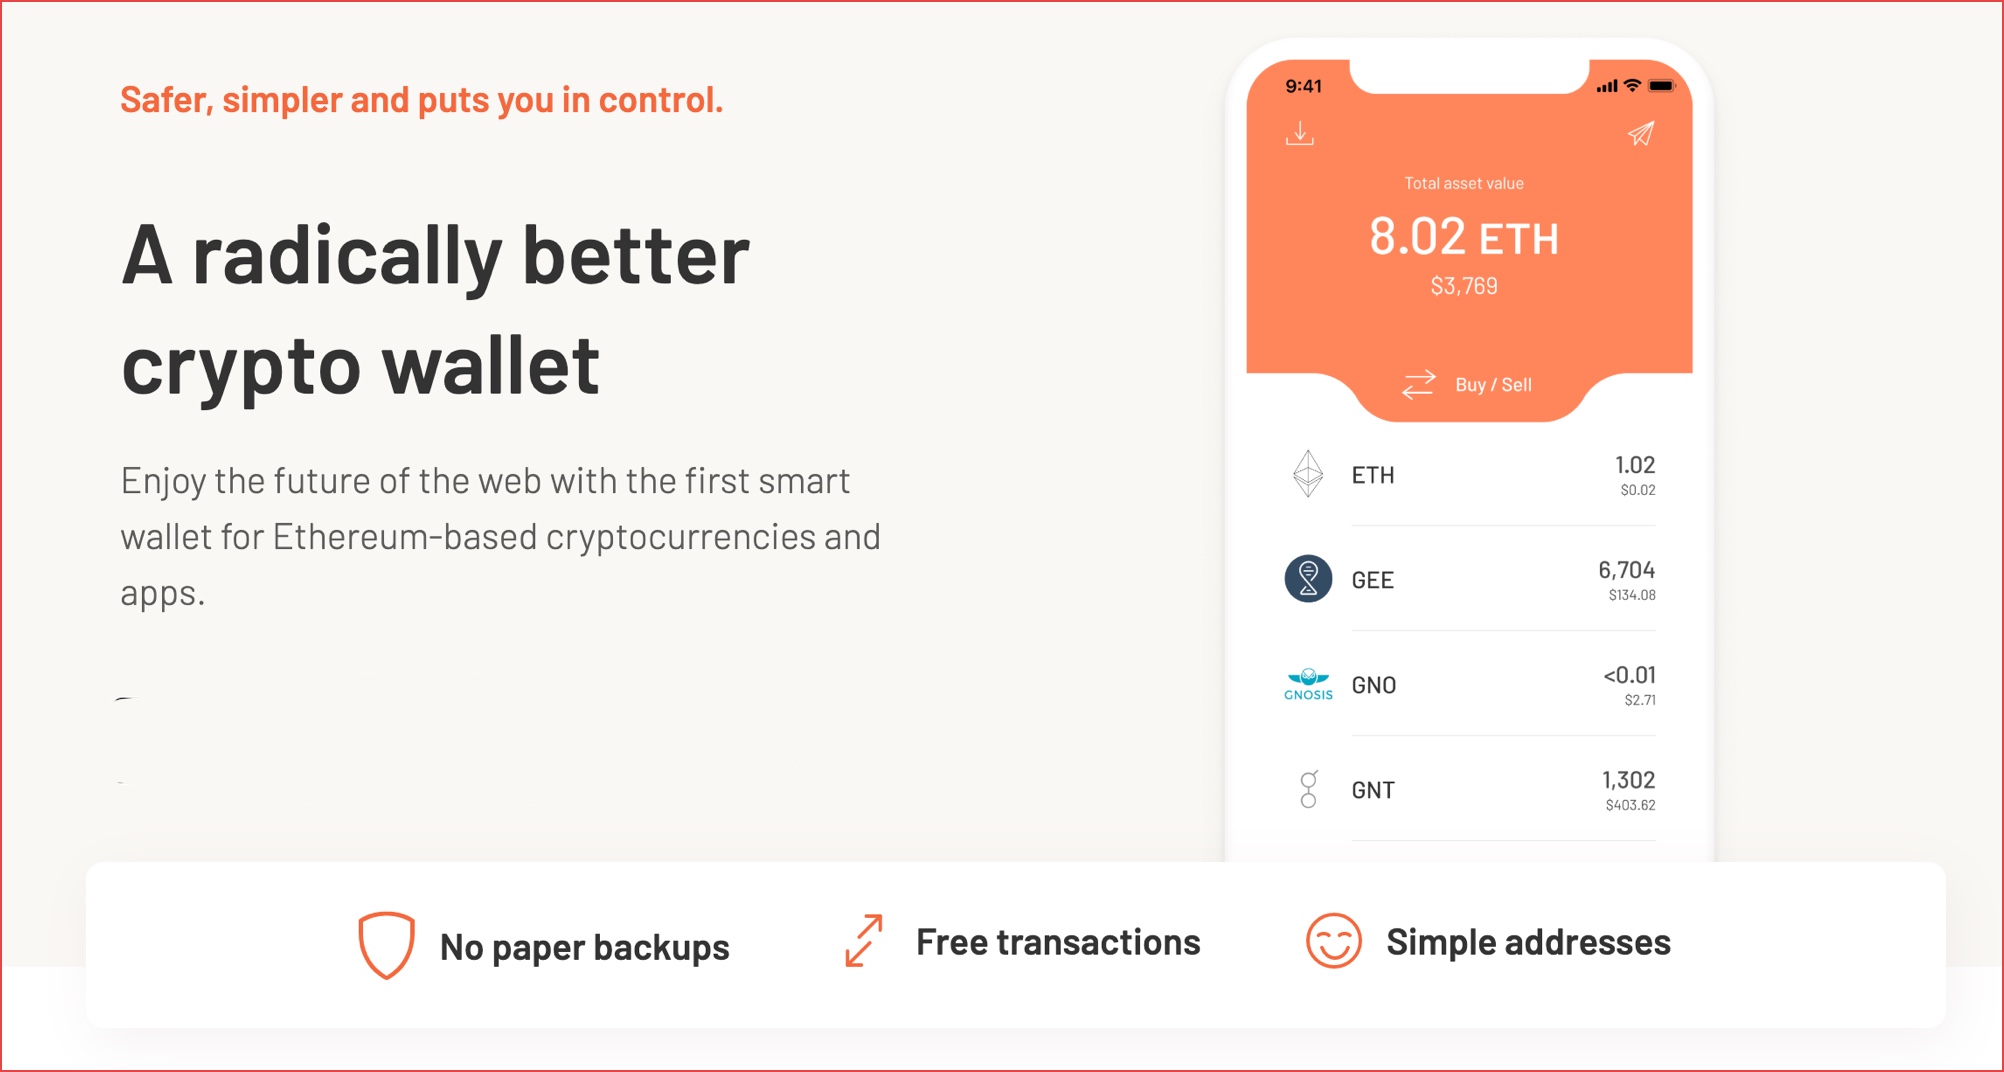 Safer, simpler and puts you in control.
A radically better
crypto wallet
Enjoy the future of the web with the first smart
wallet for Ethereum-based cryptocurrencies and
apps.
9:41
Total asset value
8.02 ETH
$3,769
Buy / Sell
ETH
1.02
$0.02
GEE
6,704
$134.08
GNOSIS
GNO
<0.01
$2.71
GNT
1,302
$403.62
No paper backups
Free transactions
Simple addresses